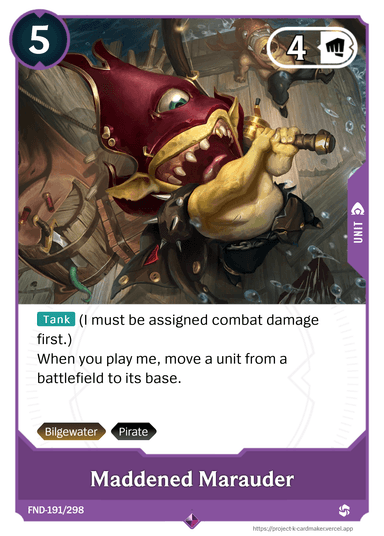 5
4
UNIT
Tank (I must be assigned combat damage
first.)
When you play me, move a unit from a
battlefield to its base.
Bilgewater Pirate
Maddened Marauder
FND-191/298
https://project-k-cardmaker.vercel.app